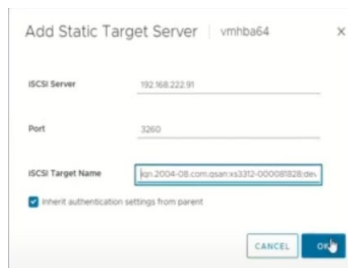 Add Static Target Server vmhba64
iSCSI Server
192.168.222.91
Port
3260
iSCSI Target Name
iqn.2004-08.com.qsan:xs3312-000081828:dev
Inherit authentication settings from parent
CANCEL
OK